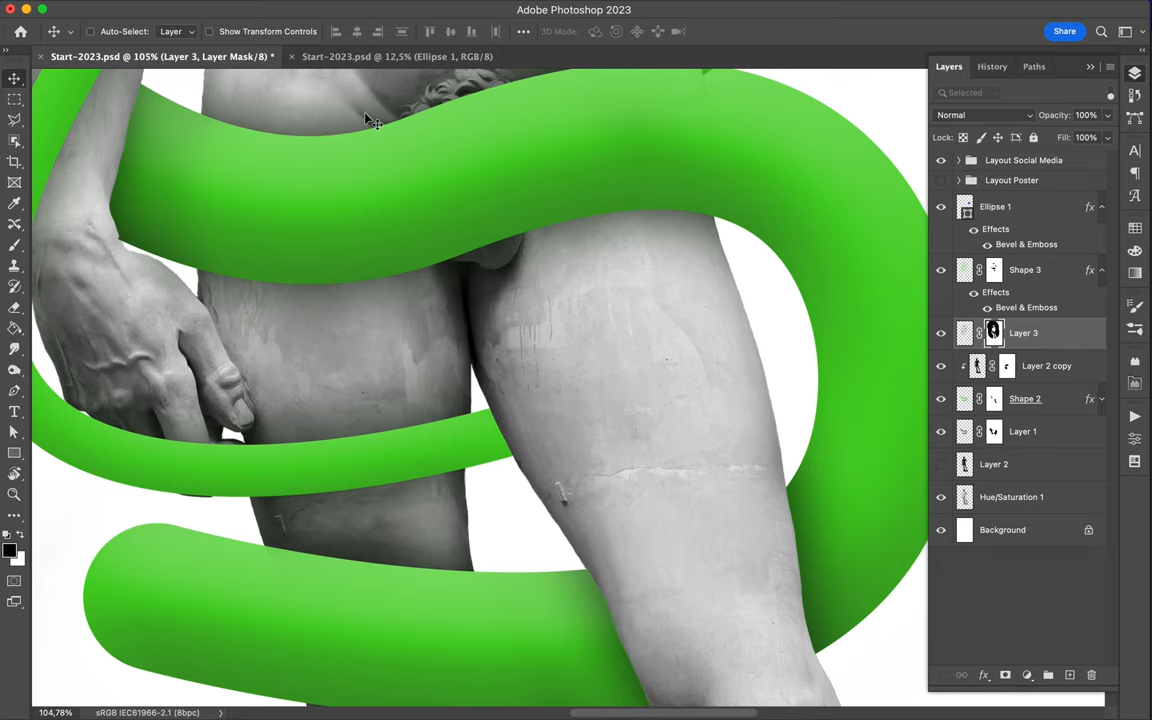 Adobe Photoshop 2023
Auto-Select:
Layer
Show Transform Controls
3D Mode:
Share
Start-2023.psd @ 105% (Layer 3, Layer Mask/8) *
Start-2023.psd @ 12,5% (Ellipse 1, RGB/8)
Layers
History
Paths
Selected
Normal
Opacity: 100%
Lock:
Fill: 100%
Layout Social Media
Layout Poster
Ellipse 1
fx
Effects
Bevel & Emboss
Shape 3
fx
Effects
Bevel & Emboss
Layer 3
Layer 2 copy
Shape 2
fx
Layer 1
Layer 2
Hue/Saturation 1
Background
fx
104,78%
sRGB IEC61966-2.1 (8bpc)